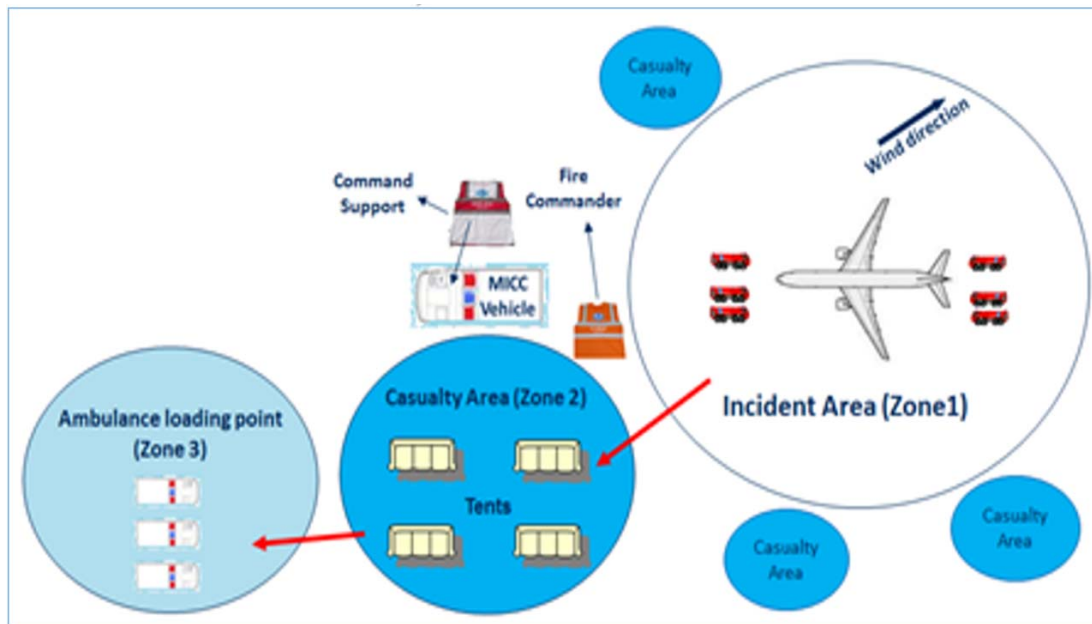 Casualty
Area
Wind direction
Command
Support
Fire
Commander
MICC
Vehicle
Incident Area (Zone1)
Casualty Area (Zone 2)
Tents
Ambulance loading point
(Zone 3)
Casualty
Area
Casualty
Area